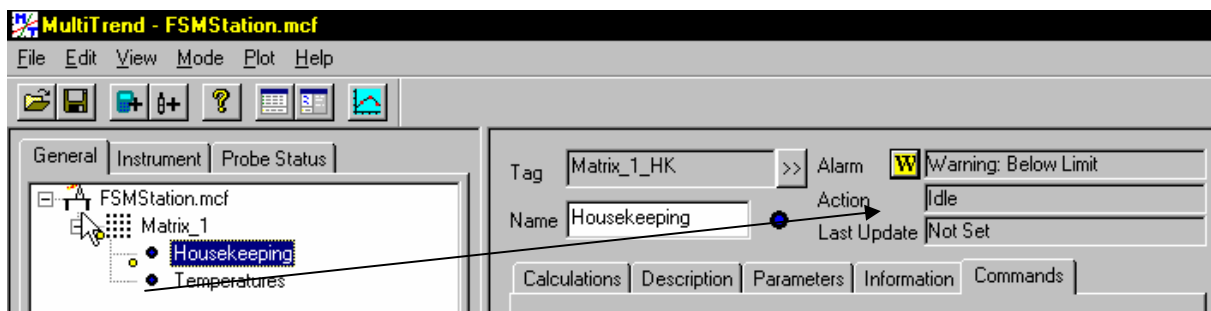 MultiTrend - FSMStation.mcf
File Edit View Mode Plot Help
General Instrument Probe Status
FSMStation.mcf
Matrix_1
Housekeeping
Temperatures
Tag Matrix_1_HK >> Alarm W Warning: Below Limit
Action Idle
Name Housekeeping
Last Update Not Set
Calculations Description Parameters Information Commands